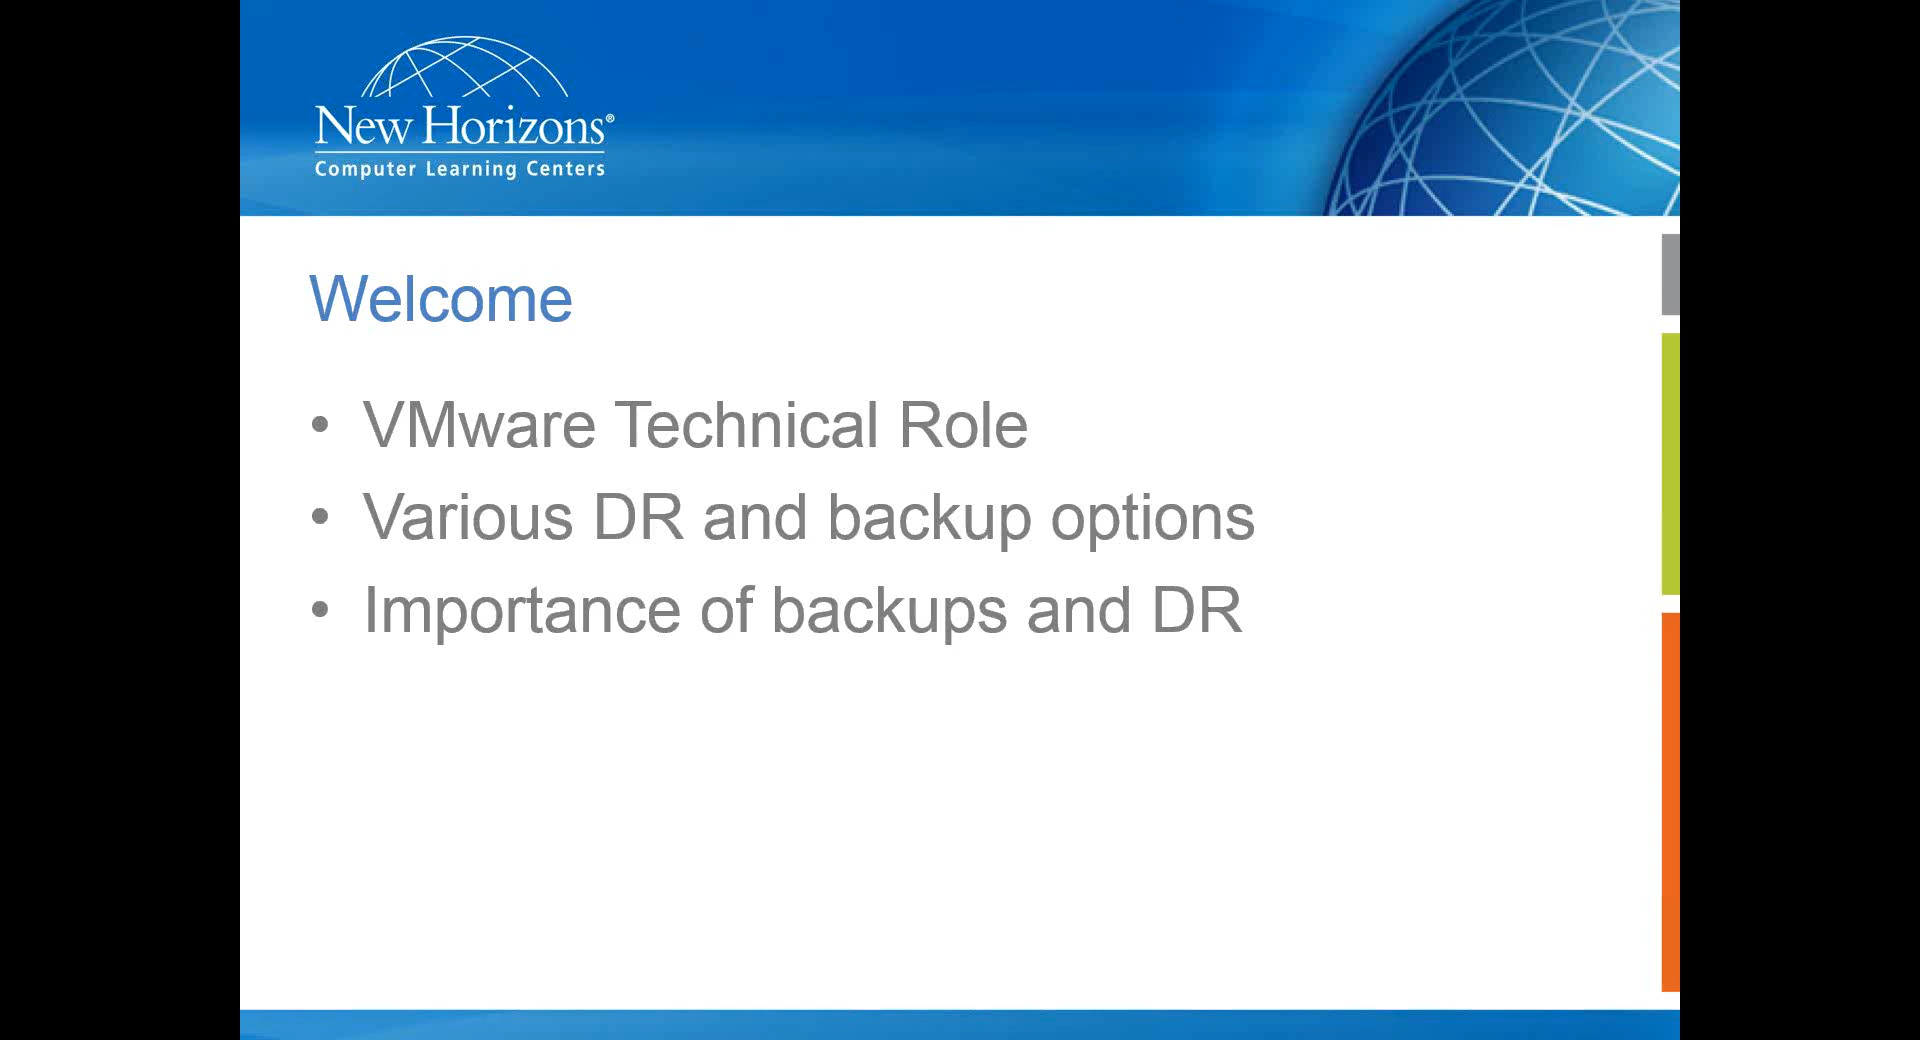 New Horizons®
Computer Learning Centers
Welcome
• VMware Technical Role
• Various DR and backup options
• Importance of backups and DR